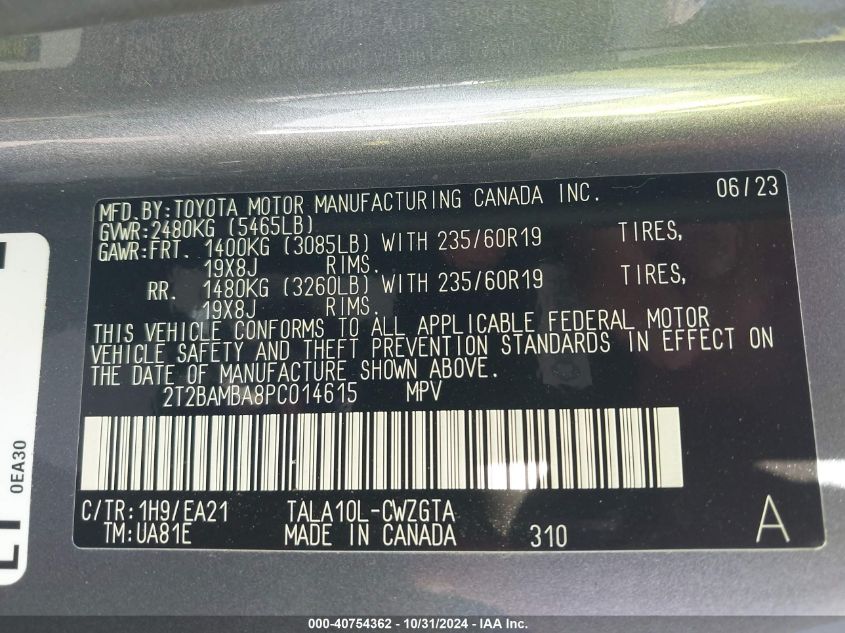 MFD.BY:TOYOTA MOTOR MANUFACTURING CANADA INC. 06/23
GVWR:2480KG (5465LB)
GAWR:FRT. 1400KG (3085LB) WITH 235/60R19 TIRES,
19X8J RIMS.
RR. 1480KG (3260LB) WITH 235/60R19 TIRES,
19X8J RIMS.
THIS VEHICLE CONFORMS TO ALL APPLICABLE FEDERAL MOTOR
VEHICLE SAFETY AND THEFT PREVENTION STANDARDS IN EFFECT ON
THE DATE OF MANUFACTURE SHOWN ABOVE.
2T2BAMBA8PC014615 MPV
C/TR:1H9/EA21 TALA10L-CWZGTA
TM:UA81E MADE IN CANADA 310 A
0EA30
000-40754362 - 10/31/2024 - IAA Inc.